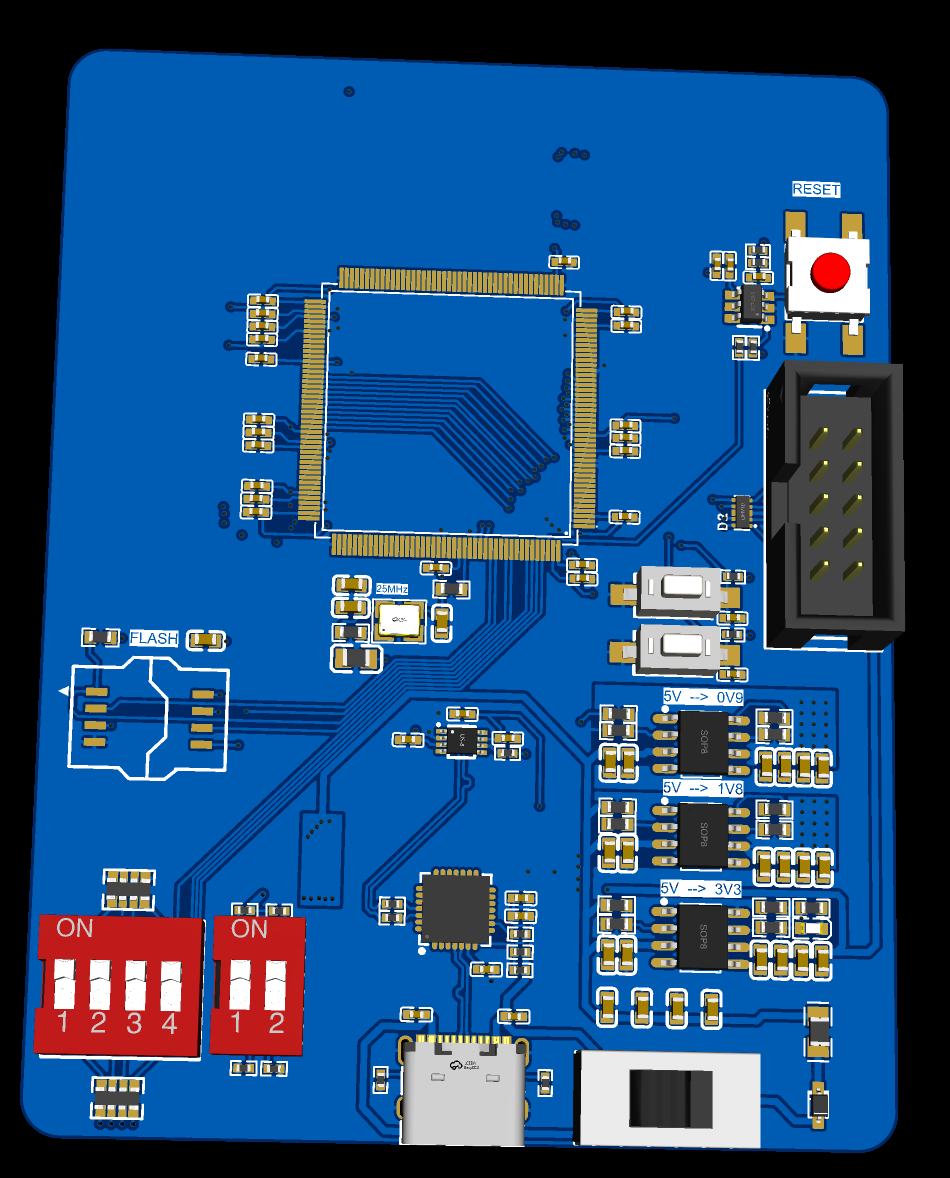 RESET
D2
25MHz
FLASH
5V --> 0V9
SOP8
5V --> 1V8
SOP8
5V --> 3V3
SOP8
ON
1 2 3 4
ON
1 2